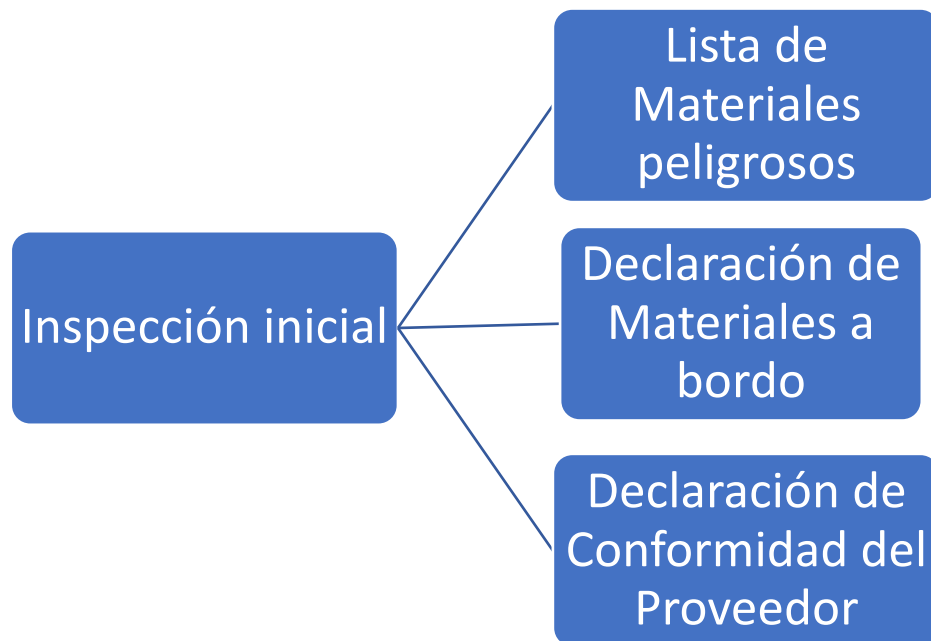 Lista de
Materiales
peligrosos
Inspección inicial
Declaración de
Materiales a
bordo
Declaración de
Conformidad del
Proveedor